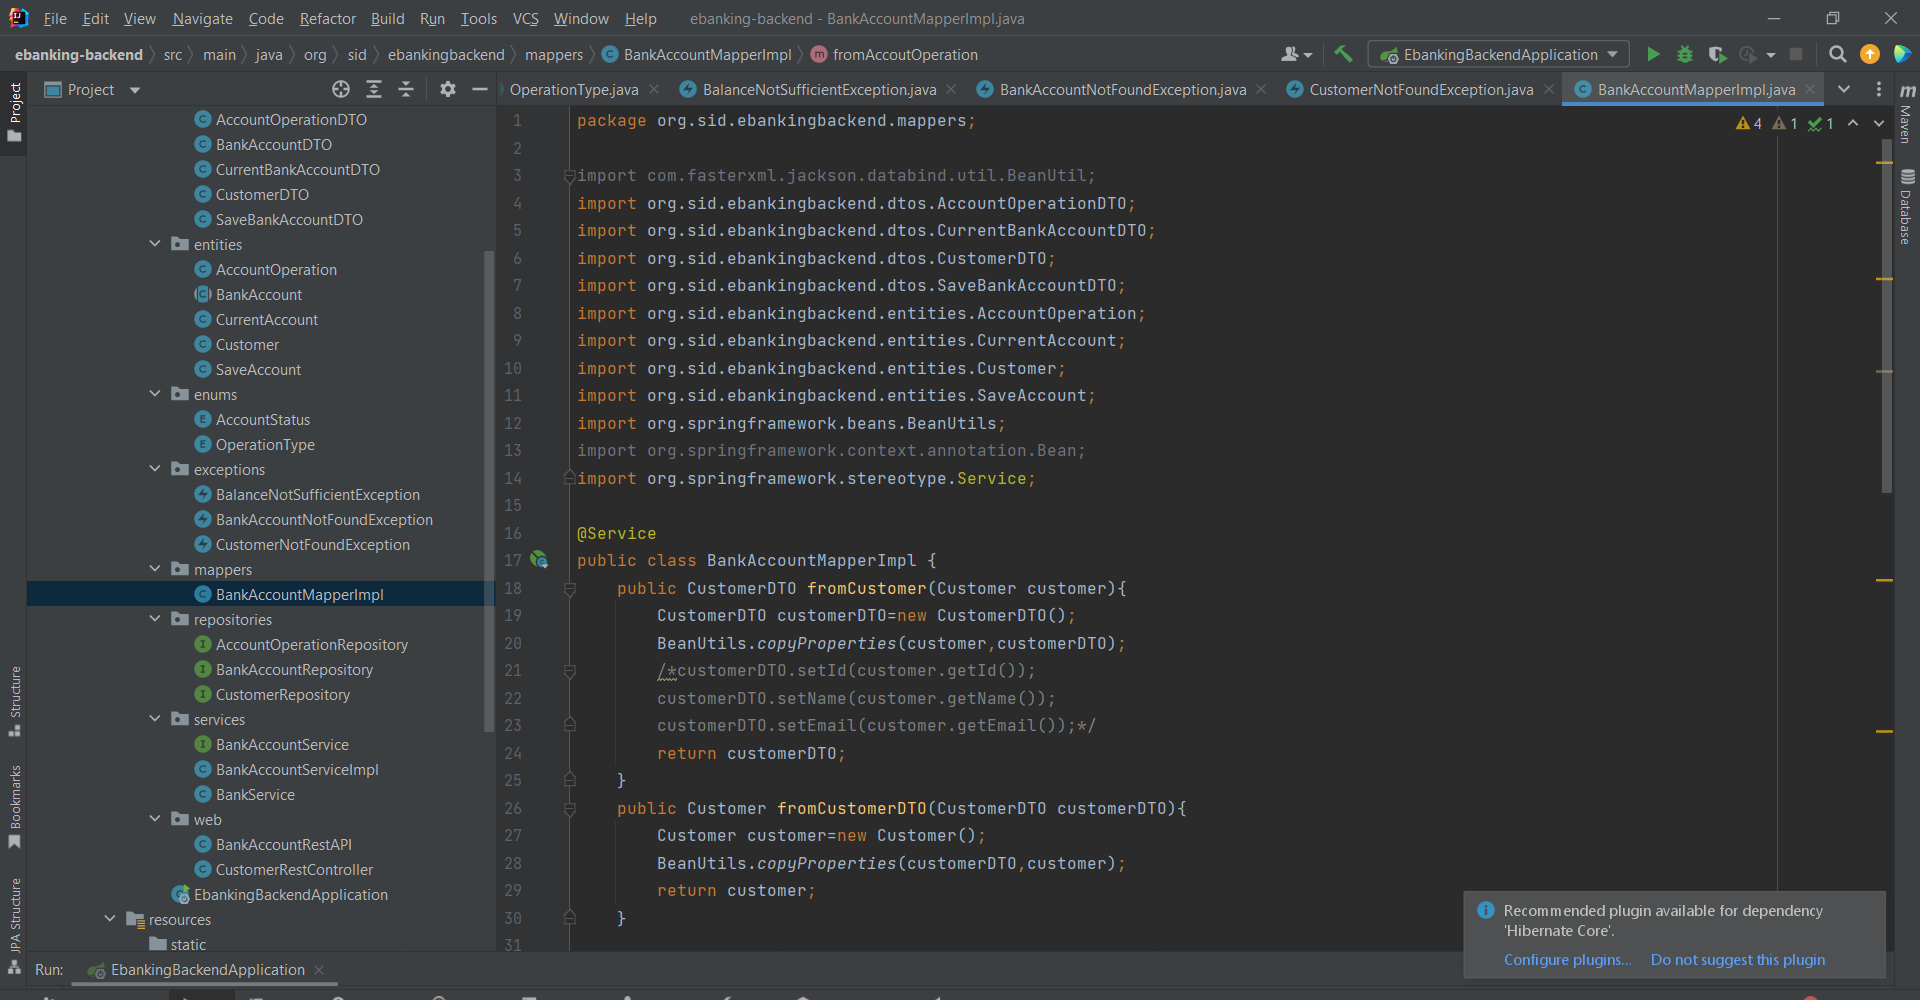 File Edit View Navigate Code Refactor Build Run Tools VCS Window Help ebanking-backend - BankAccountMapperImpl.java
ebanking-backend src main java org sid ebankingbackend mappers BankAccountMapperImpl fromAccoutOperation EbankingBackendApplication
Project
OperationType.java BalanceNotSufficientException.java BankAccountNotFoundException.java CustomerNotFoundException.java BankAccountMapperImpl.java
4 1 1
Project
Structure
Bookmarks
JPA Structure
Maven
Database
AccountOperationDTO
BankAccountDTO
CurrentBankAccountDTO
CustomerDTO
SaveBankAccountDTO
entities
AccountOperation
BankAccount
CurrentAccount
Customer
SaveAccount
enums
AccountStatus
OperationType
exceptions
BalanceNotSufficientException
BankAccountNotFoundException
CustomerNotFoundException
mappers
BankAccountMapperImpl
repositories
AccountOperationRepository
BankAccountRepository
CustomerRepository
services
BankAccountService
BankAccountServiceImpl
BankService
web
BankAccountRestAPI
CustomerRestController
EbankingBackendApplication
resources
static
1 package org.sid.ebankingbackend.mappers;
2
3 import com.fasterxml.jackson.databind.util.BeanUtil;
4 import org.sid.ebankingbackend.dtos.AccountOperationDTO;
5 import org.sid.ebankingbackend.dtos.CurrentBankAccountDTO;
6 import org.sid.ebankingbackend.dtos.CustomerDTO;
7 import org.sid.ebankingbackend.dtos.SaveBankAccountDTO;
8 import org.sid.ebankingbackend.entities.AccountOperation;
9 import org.sid.ebankingbackend.entities.CurrentAccount;
10 import org.sid.ebankingbackend.entities.Customer;
11 import org.sid.ebankingbackend.entities.SaveAccount;
12 import org.springframework.beans.BeanUtils;
13 import org.springframework.context.annotation.Bean;
14 import org.springframework.stereotype.Service;
15
16 @Service
17 public class BankAccountMapperImpl {
18 public CustomerDTO fromCustomer(Customer customer){
19 CustomerDTO customerDTO=new CustomerDTO();
20 BeanUtils.copyProperties(customer,customerDTO);
21 /*customerDTO.setId(customer.getId());
22 customerDTO.setName(customer.getName());
23 customerDTO.setEmail(customer.getEmail());*/
24 return customerDTO;
25 }
26 public Customer fromCustomerDTO(CustomerDTO customerDTO){
27 Customer customer=new Customer();
28 BeanUtils.copyProperties(customerDTO,customer);
29 return customer;
30 }
31
Recommended plugin available for dependency
'Hibernate Core'.
Configure plugins... Do not suggest this plugin
Run: EbankingBackendApplication